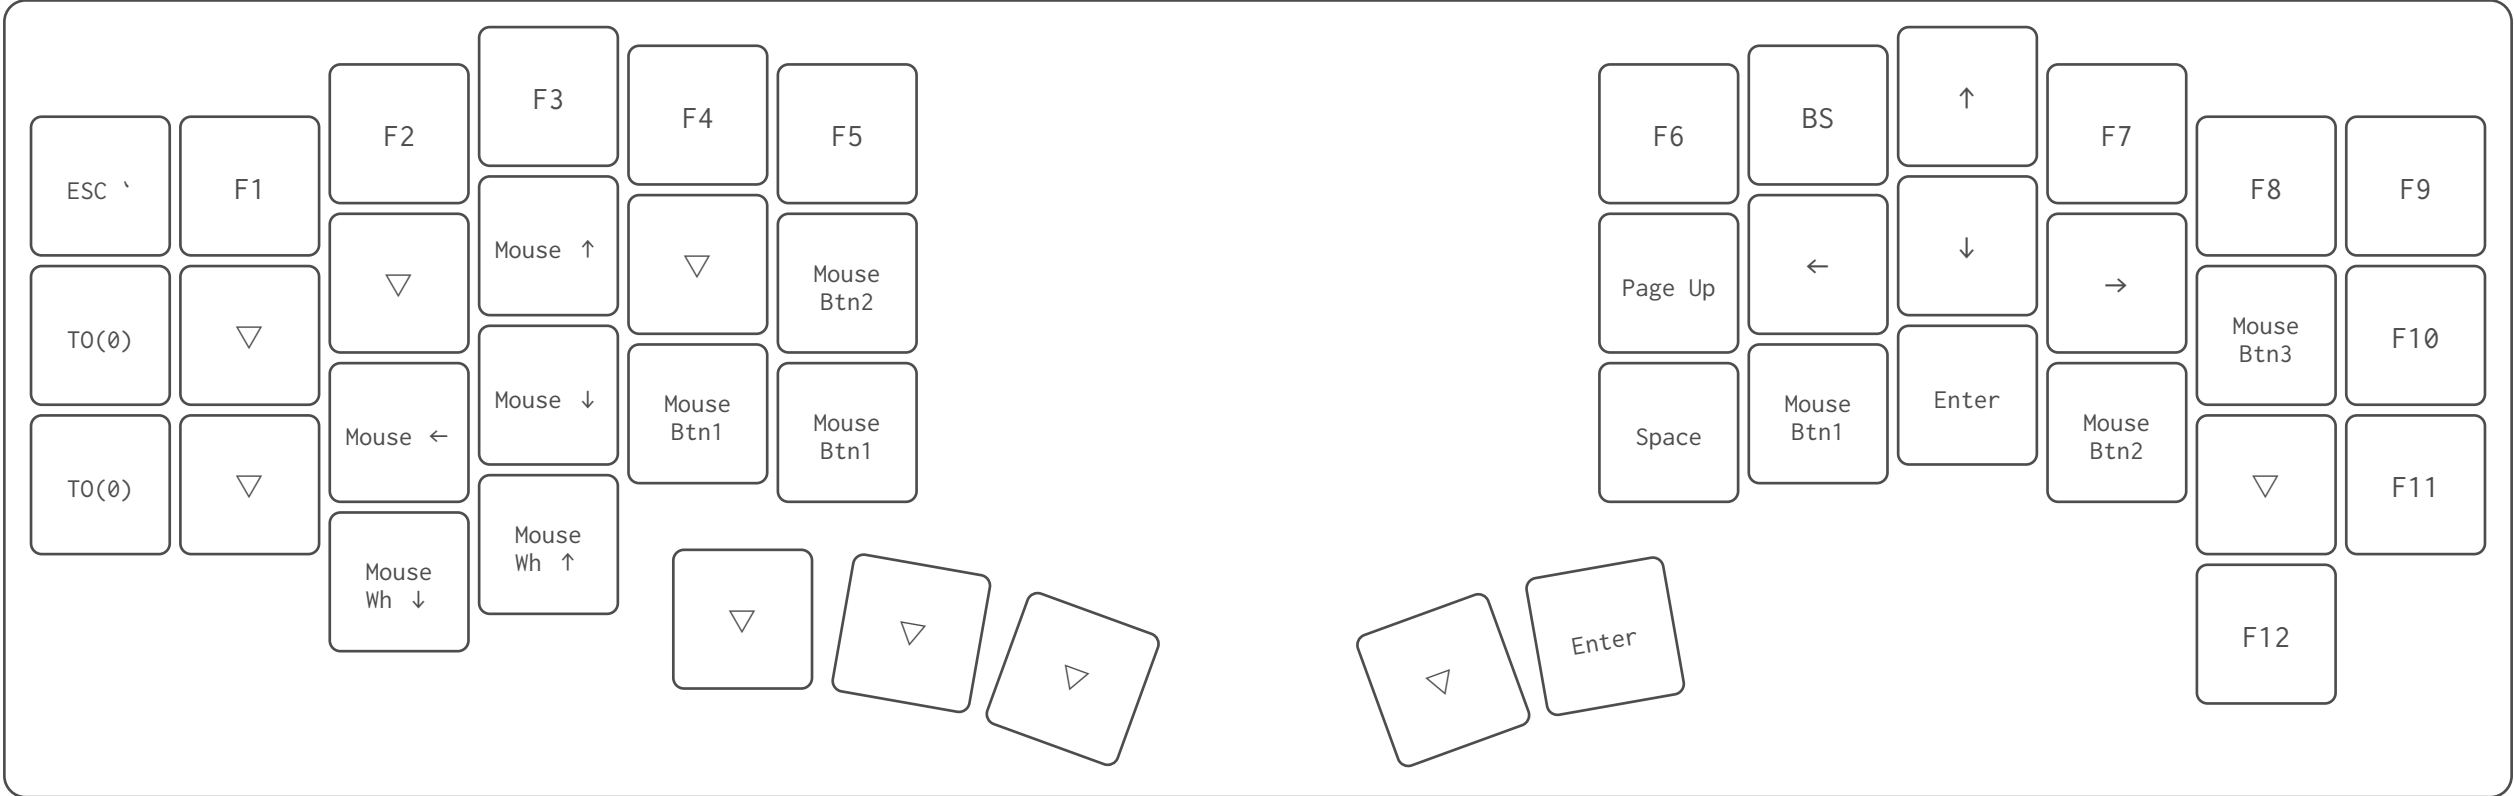 ESC `
F1
F2
F3
F4
F5
F6
BS
↑
F7
F8
F9
TO(0)
▽
▽
Mouse ↑
▽
Mouse
Btn2
Page Up
←
↓
→
Mouse
Btn3
F10
TO(0)
▽
Mouse ←
Mouse ↓
Mouse
Btn1
Mouse
Btn1
Space
Mouse
Btn1
Enter
Mouse
Btn2
▽
F11
Mouse
Wh ↓
Mouse
Wh ↑
▽
▽
▽
▽
Enter
F12